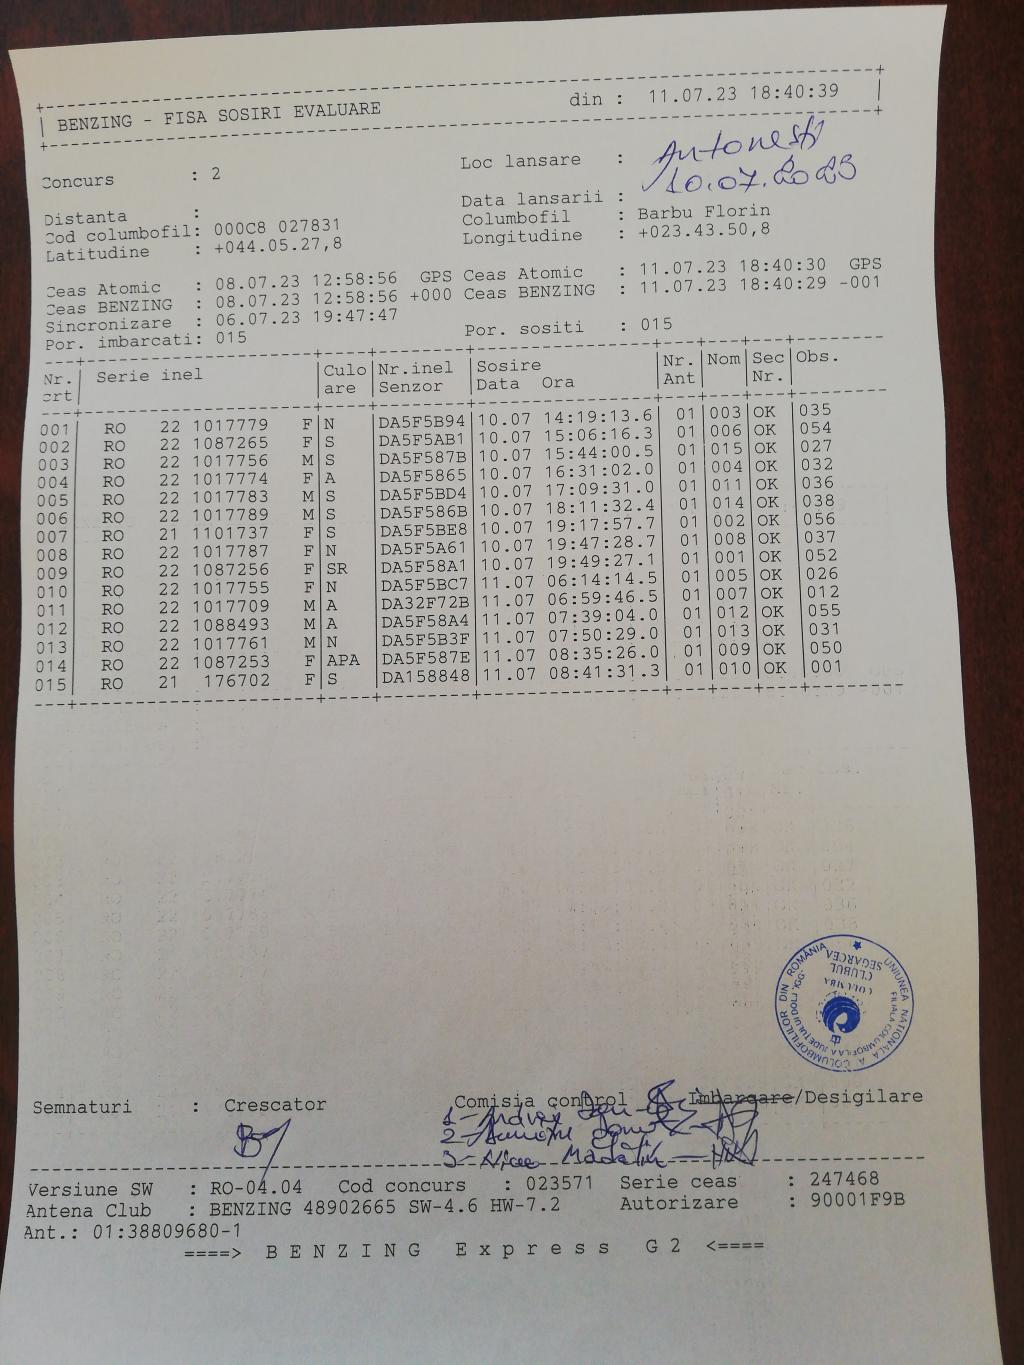 BENZING - FISA SOSIRI EVALUARE din : 11.07.23 18:40:39
Concurs : 2 Loc lansare :
Data lansarii : 10.07.2023
Distanta :
Cod columbofil: 000C8 027831 Columbofil : Barbu Florin
Latitudine : +044.05.27,8 Longitudine : +023.43.50,8
Ceas Atomic : 08.07.23 12:58:56 GPS Ceas Atomic : 11.07.23 18:40:30 GPS
Ceas BENZING : 08.07.23 12:58:56 +000 Ceas BENZING : 11.07.23 18:40:29 -001
Sincronizare : 06.07.23 19:47:47
Por. imbarcati: 015 Por. sositi : 015
Nr. Serie inel Culo Nr.inel Sosire Nr. Nom Sec Obs.
crt are Senzor Data Ora Ant Nr.
001 RO 22 1017779 F N DA5F5B94 10.07 14:19:13.6 01 003 OK 035
002 RO 22 1087265 F S DA5F5AB1 10.07 15:06:16.3 01 006 OK 054
003 RO 22 1017756 M S DA5F587B 10.07 15:44:00.5 01 015 OK 027
004 RO 22 1017774 F A DA5F5865 10.07 16:31:02.0 01 004 OK 032
005 RO 22 1017783 M S DA5F5BD4 10.07 17:09:31.0 01 011 OK 036
006 RO 22 1017789 M S DA5F586B 10.07 18:11:32.4 01 014 OK 038
007 RO 21 1101737 F S DA5F5BE8 10.07 19:17:57.7 01 002 OK 056
008 RO 22 1017787 F N DA5F5A61 10.07 19:47:28.7 01 008 OK 037
009 RO 22 1087256 F SR DA5F58A1 10.07 19:49:27.1 01 001 OK 052
010 RO 22 1017755 F N DA5F5BC7 11.07 06:14:14.5 01 005 OK 026
011 RO 22 1017709 M A DA32F72B 11.07 06:59:46.5 01 007 OK 012
012 RO 22 1088493 M A DA5F58A4 11.07 07:39:04.0 01 012 OK 055
013 RO 22 1017761 M N DA5F5B3F 11.07 07:50:29.0 01 013 OK 031
014 RO 22 1087253 F APA DA5F587E 11.07 08:35:26.0 01 009 OK 050
015 RO 21 176702 F S DA158848 11.07 08:41:31.3 01 010 OK 001
UNIUNEA NATIONALA A COLUMBOFILILOR DIN ROMÂNIA
FILIALA COLUMBOFILA A JUDETULUI DOLJ
CLUBUL
SEGARCEA
Semnaturi : Crescator Comisia control Imbarcare/Desigilare
1-Andrei
2-
3- Madalin
Versiune SW : RO-04.04 Cod concurs : 023571 Serie ceas : 247468
Antena Club : BENZING 48902665 SW-4.6 HW-7.2 Autorizare : 90001F9B
Ant.: 01:38809680-1
====> BENZING Express G2 <====